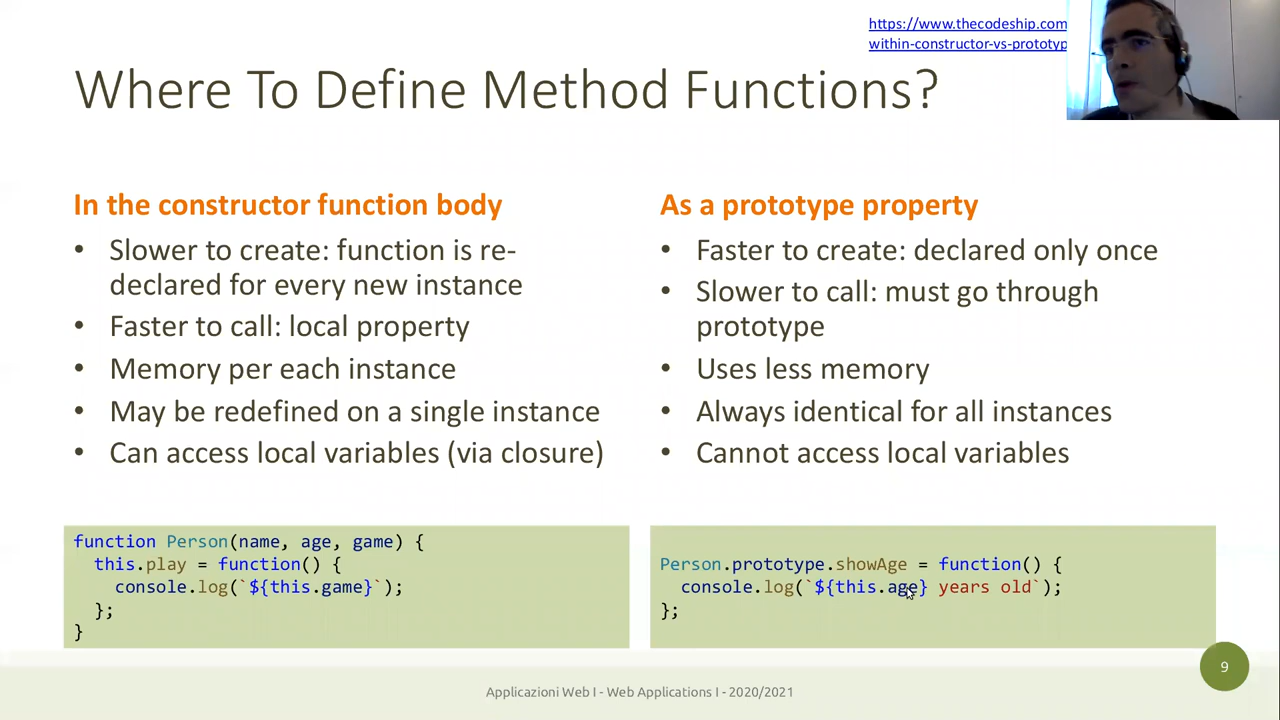 https://www.thecodeship.com
within-constructor-vs-prototyp
Where To Define Method Functions?
In the constructor function body
• Slower to create: function is re-
declared for every new instance
• Faster to call: local property
• Memory per each instance
• May be redefined on a single instance
• Can access local variables (via closure)
As a prototype property
• Faster to create: declared only once
• Slower to call: must go through
prototype
• Uses less memory
• Always identical for all instances
• Cannot access local variables
function Person(name, age, game) {
  this.play = function() {
    console.log(`${this.game}`);
  };
}
Person.prototype.showAge = function() {
  console.log(`${this.age} years old`);
};
Applicazioni Web I - Web Applications I - 2020/2021
9